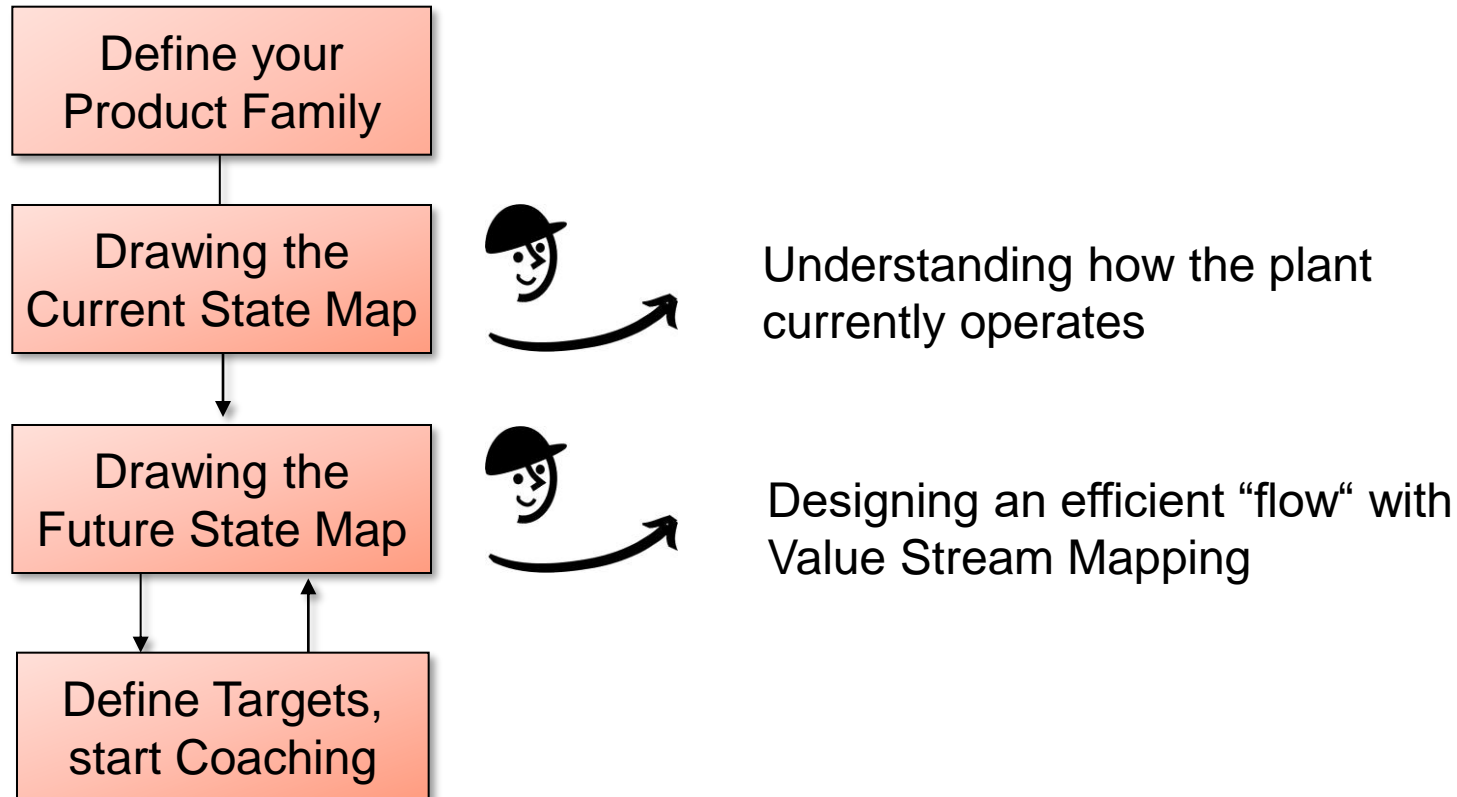 Define your
Product Family
Drawing the
Current State Map
Understanding how the plant
currently operates
Drawing the
Future State Map
Designing an efficient “flow“ with
Value Stream Mapping
Define Targets,
start Coaching